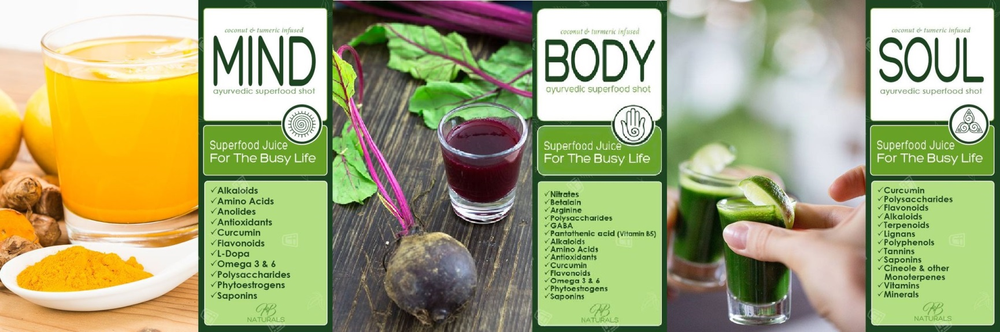 coconut & tumeric infused
MIND
ayurvedic superfood shot
Superfood Juice
For The Busy Life
✓Alkaloids
✓Amino Acids
✓Anolides
✓Antioxidants
✓Curcumin
✓Flavonoids
✓L-Dopa
✓Omega 3 & 6
✓Polysaccharides
✓Phytoestrogens
✓Saponins
NATURALS
coconut & turmeric infused
BODY
ayurvedic superfood shot
Superfood Juice
For The Busy Life
✓Nitrates
✓Betalain
✓Arginine
✓Polysaccharides
✓GABA
✓Pantothenic acid (Vitamin B5)
✓Alkaloids
✓Amino Acids
✓Antioxidants
✓Curcumin
✓Flavonoids
✓Omega 3 & 6
✓Phytoestrogens
✓Saponins
NATURALS
coconut & tumeric infused
SOUL
ayurvedic superfood shot
Superfood Juice
For The Busy Life
✓Curcumin
✓Polysaccharides
✓Flavonoids
✓Alkaloids
✓Terpenoids
✓Lignans
✓Polyphenols
✓Tannins
✓Saponins
✓Cineole & other
Monoterpenes
✓Vitamins
✓Minerals
NATURALS